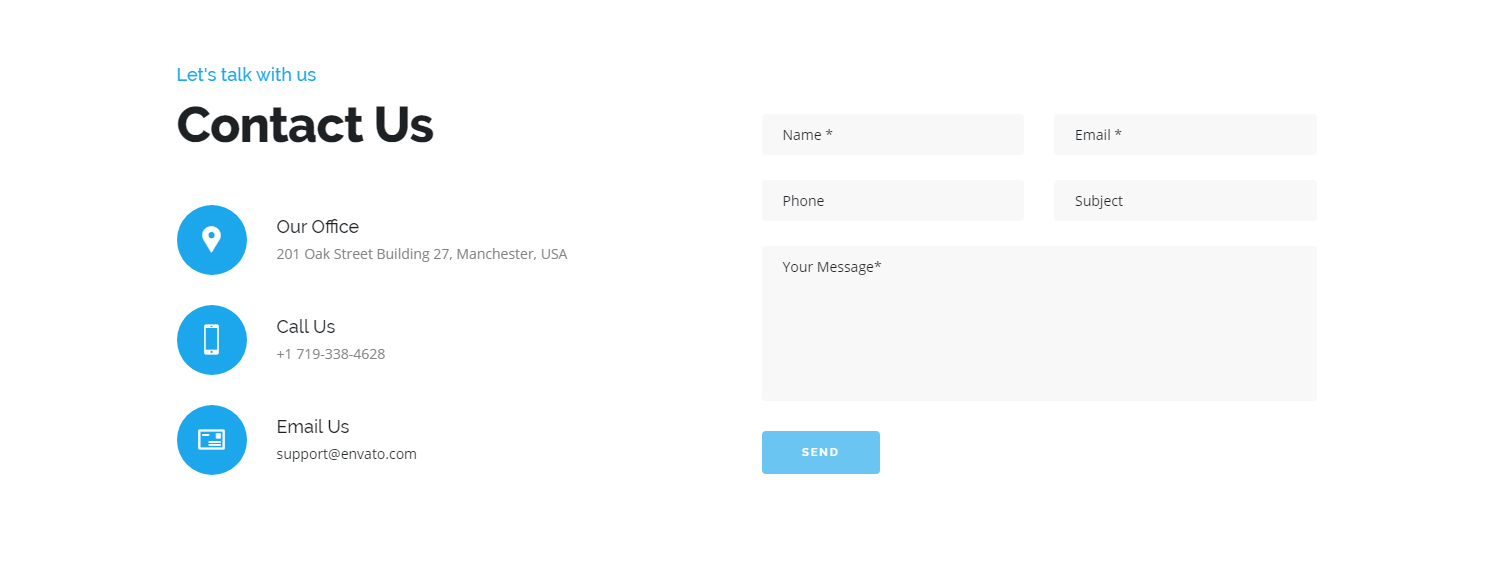 Let's talk with us
Contact Us
Our Office
201 Oak Street Building 27, Manchester, USA
Call Us
+1 719-338-4628
Email Us
support@envato.com
Name *
Email *
Phone
Subject
Your Message*
SEND